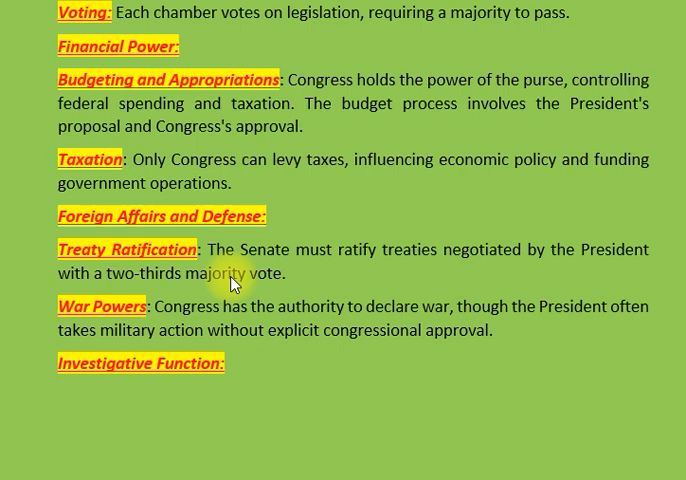 Voting: Each chamber votes on legislation, requiring a majority to pass.
Financial Power:
Budgeting and Appropriations: Congress holds the power of the purse, controlling
federal spending and taxation. The budget process involves the President's
proposal and Congress's approval.
Taxation: Only Congress can levy taxes, influencing economic policy and funding
government operations.
Foreign Affairs and Defense:
Treaty Ratification: The Senate must ratify treaties negotiated by the President
with a two-thirds majority vote.
War Powers: Congress has the authority to declare war, though the President often
takes military action without explicit congressional approval.
Investigative Function: